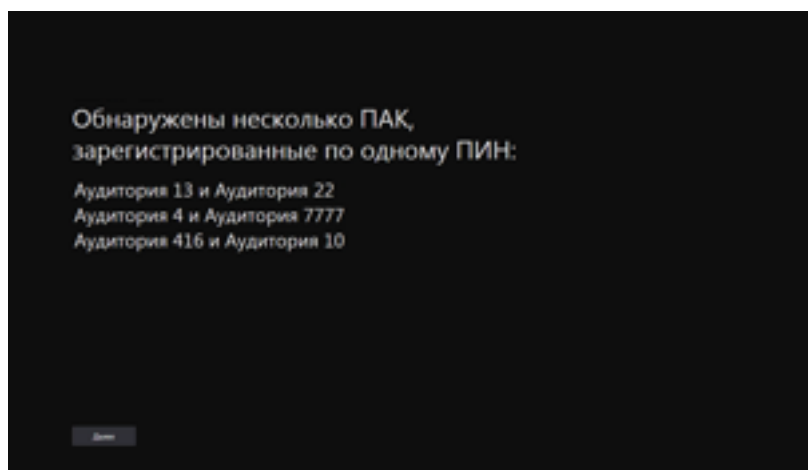 Обнаружены несколько ПАК,
зарегистрированные по одному ПИН:
Аудитория 13 и Аудитория 22
Аудитория 4 и Аудитория 7777
Аудитория 416 и Аудитория 10